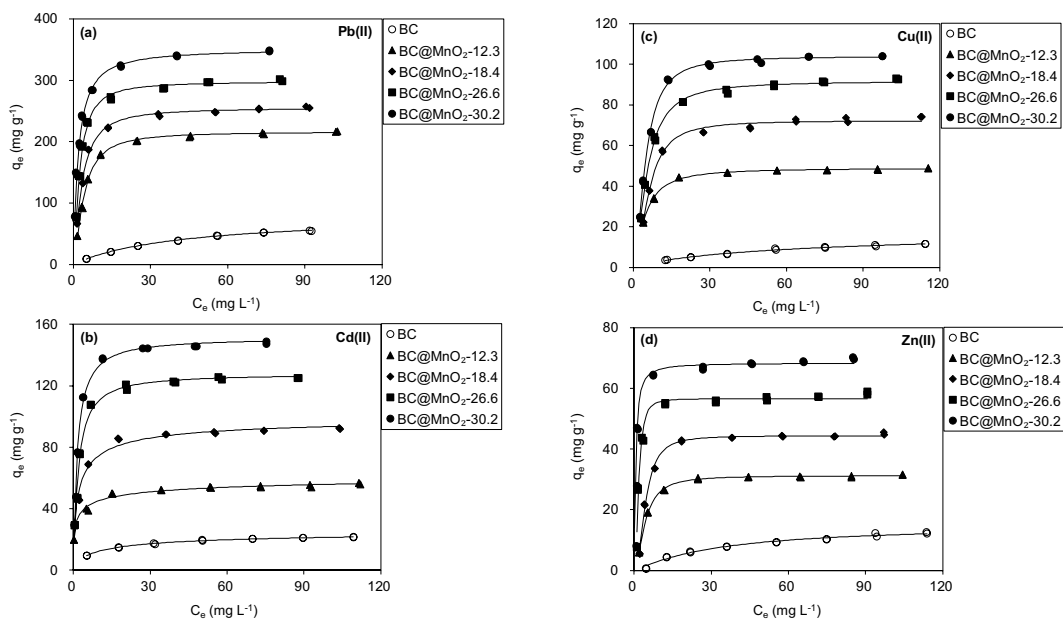 (a)
Pb(II)
400
300
200
100
0
qe (mg g⁻¹)
0 30 60 90 120
Ce (mg L⁻¹)
BC
BC@MnO₂-12.3
BC@MnO₂-18.4
BC@MnO₂-26.6
BC@MnO₂-30.2
(c)
Cu(II)
120
100
80
60
40
20
0
qe (mg g⁻¹)
0 30 60 90 120
Ce (mg L⁻¹)
BC
BC@MnO₂-12.3
BC@MnO₂-18.4
BC@MnO₂-26.6
BC@MnO₂-30.2
(b)
Cd(II)
160
120
80
40
0
qe (mg g⁻¹)
0 30 60 90 120
Ce (mg L⁻¹)
BC
BC@MnO₂-12.3
BC@MnO₂-18.4
BC@MnO₂-26.6
BC@MnO₂-30.2
(d)
Zn(II)
80
60
40
20
0
qe (mg g⁻¹)
0 30 60 90 120
Ce (mg L⁻¹)
BC
BC@MnO₂-12.3
BC@MnO₂-18.4
BC@MnO₂-26.6
BC@MnO₂-30.2